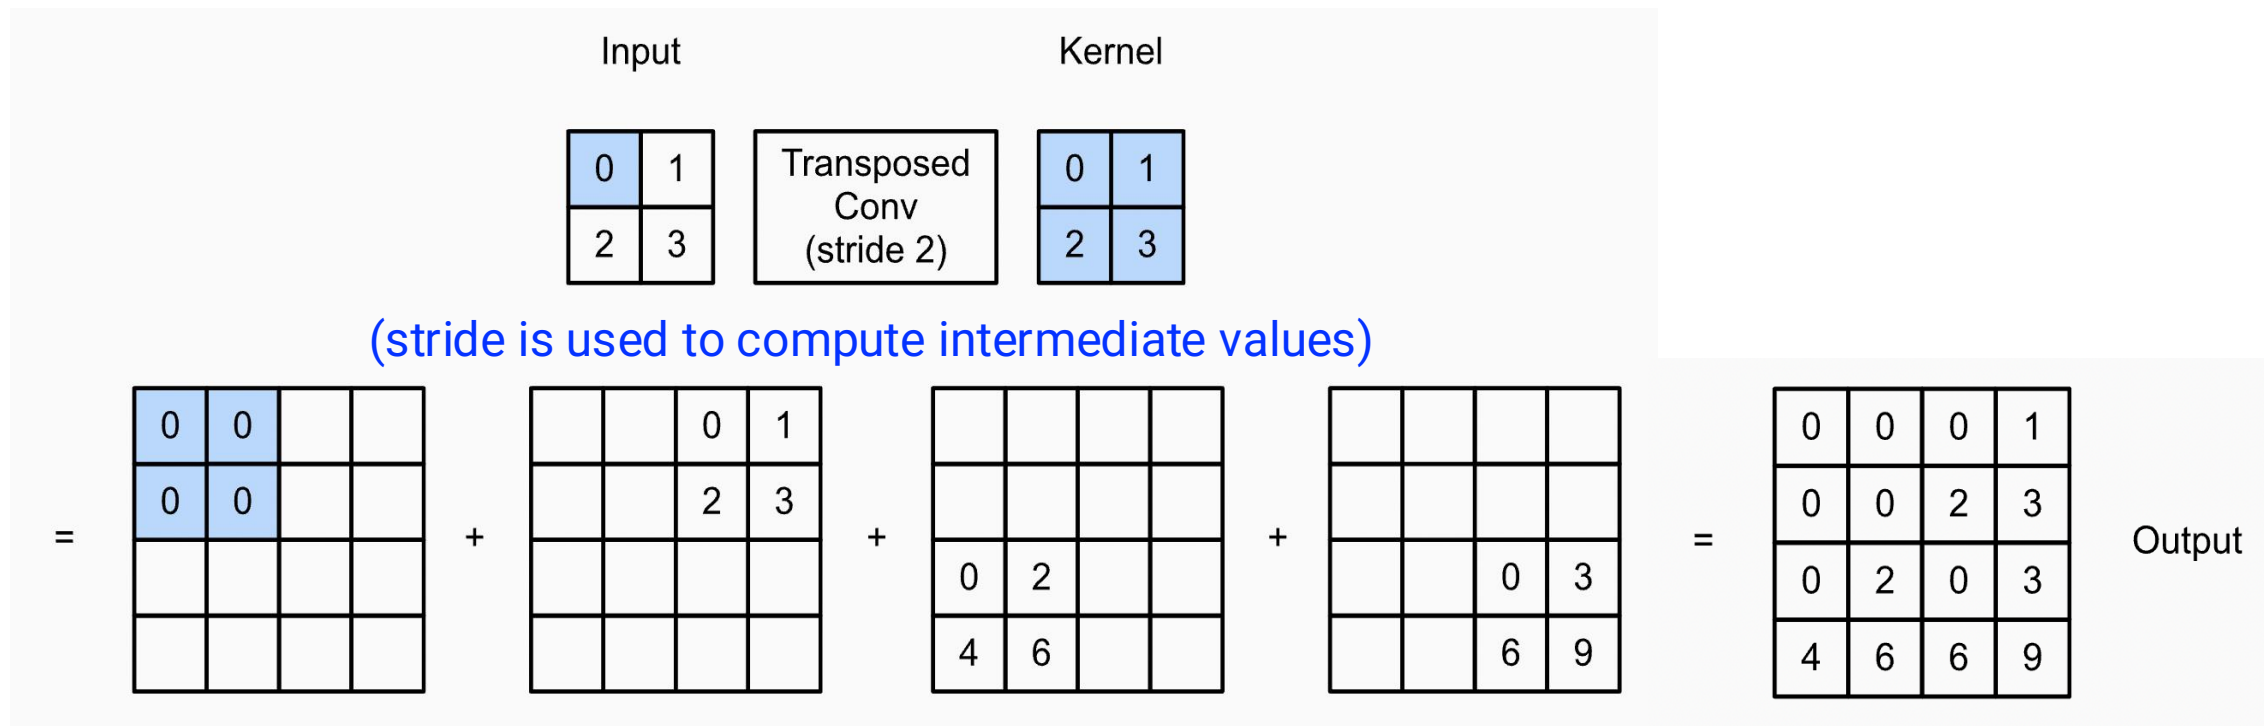 Input
Kernel
0 1
2 3
Transposed
Conv
(stride 2)
0 1
2 3
(stride is used to compute intermediate values)
=
0 0
0 0
+
0 1
2 3
+
0 2
4 6
+
0 3
6 9
=
0 0 0 1
0 0 2 3
0 2 0 3
4 6 6 9
Output